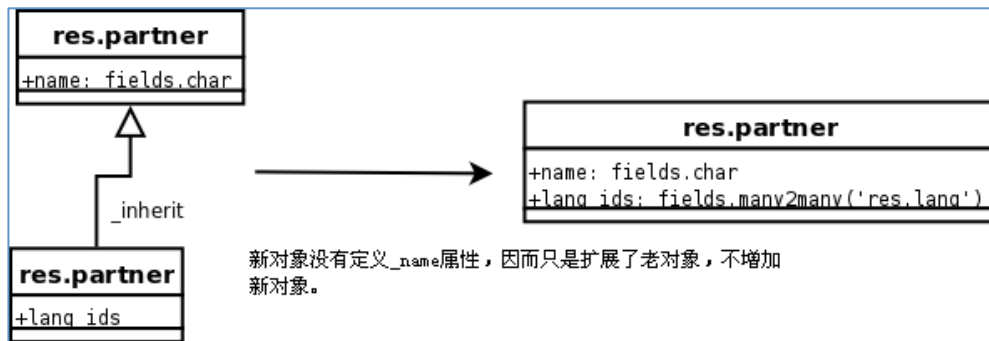 res.partner
+name: fields.char
_inherit
res.partner
+lang_ids
res.partner
+name: fields.char
+lang_ids: fields.many2many('res.lang')
新对象没有定义_name属性，因而只是扩展了老对象，不增加
新对象。